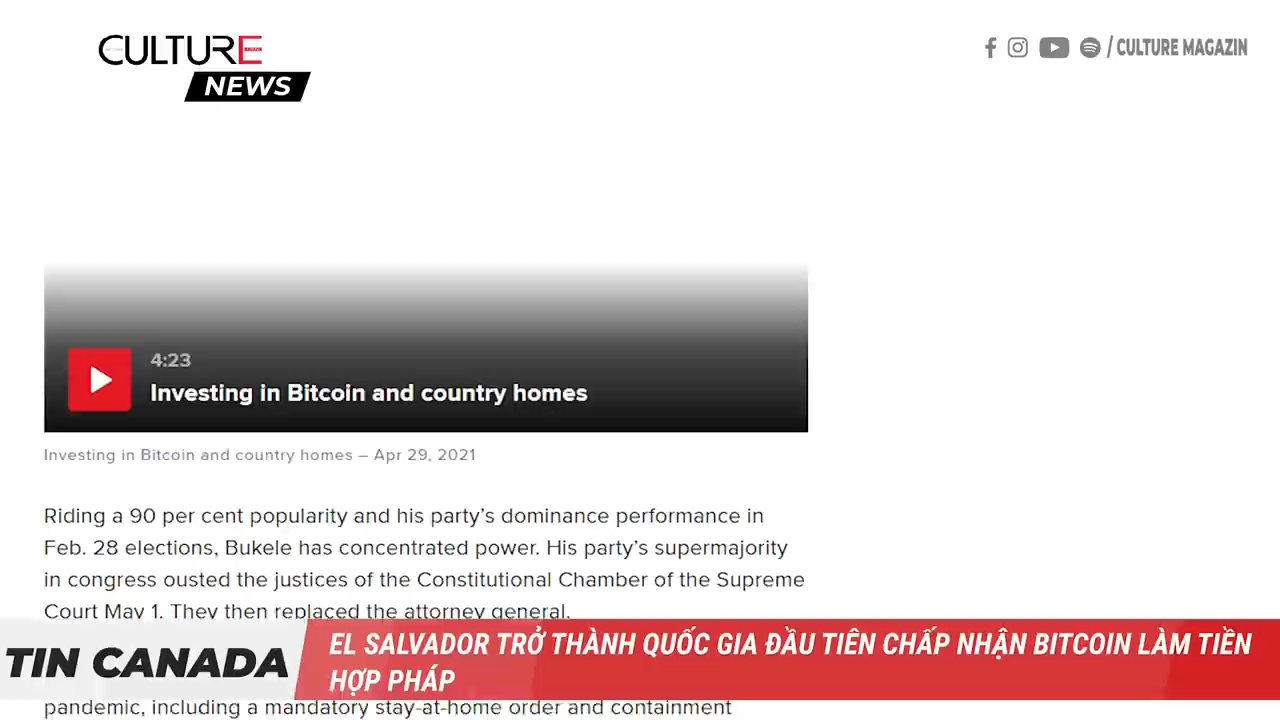 CULTURE
NEWS
/ CULTURE MAGAZIN
4:23
Investing in Bitcoin and country homes
Investing in Bitcoin and country homes – Apr 29, 2021
Riding a 90 per cent popularity and his party’s dominance performance in
Feb. 28 elections, Bukele has concentrated power. His party’s supermajority
in congress ousted the justices of the Constitutional Chamber of the Supreme
Court May 1. They then replaced the attorney general.
TIN CANADA
EL SALVADOR TRỞ THÀNH QUỐC GIA ĐẦU TIÊN CHẤP NHẬN BITCOIN LÀM TIỀN
HỢP PHÁP
pandemic, including a mandatory stay-at-home order and containment